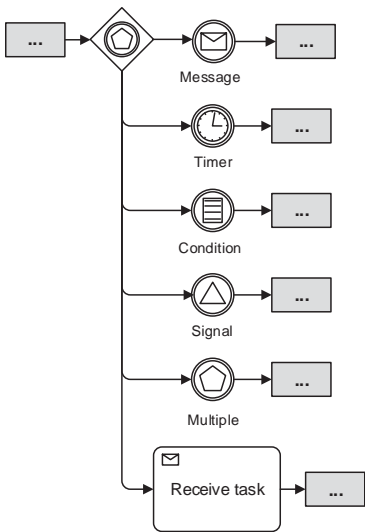 ...
...
Message
...
Timer
...
Condition
...
Signal
...
Multiple
Receive task
...